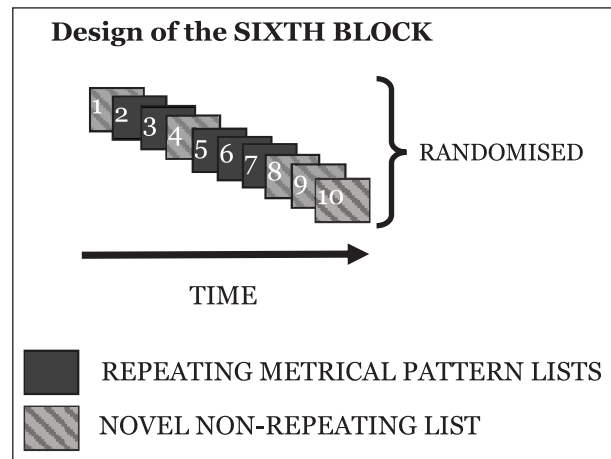 Design of the SIXTH BLOCK
1
2
3
4
5
6
7
8
9
10
RANDOMISED
TIME
REPEATING METRICAL PATTERN LISTS
NOVEL NON-REPEATING LIST